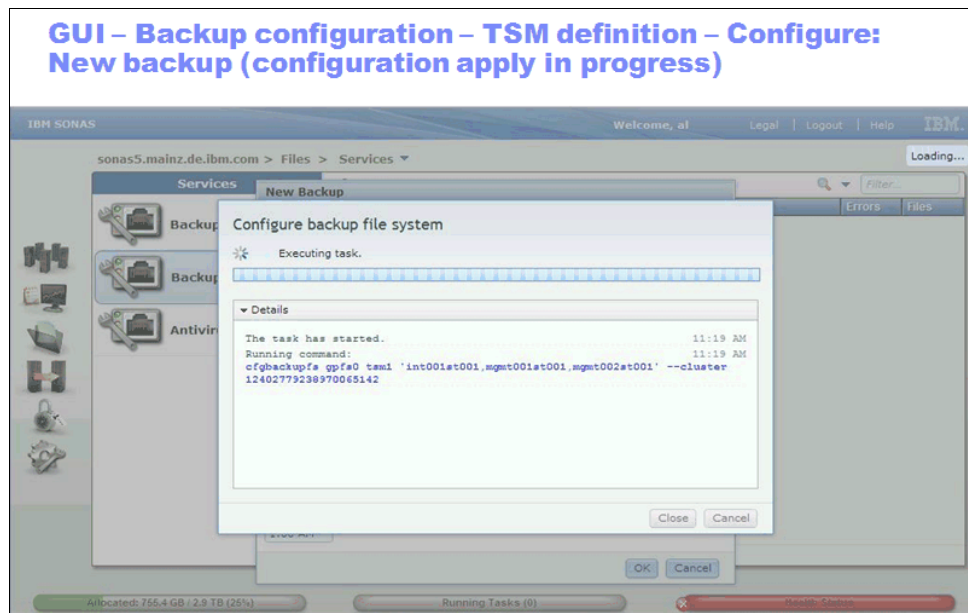 GUI – Backup configuration – TSM definition – Configure:
New backup (configuration apply in progress)
IBM SONAS
Welcome, al
Legal | Logout | Help
IBM.
sonas5.mainz.de.ibm.com > Files > Services
Loading...
Services
New Backup
Filter...
Errors
Files
Backup
Backup
Antivir
Configure backup file system
Executing task.
Details
The task has started. 11:19 AM
Running command: 11:19 AM
cfgbackupfs gpfs0 tsm1 'int001st001,mgmt001st001,mgmt002st001' --cluster
12402779238970065142
Close
Cancel
OK
Cancel
Allocated: 755.4 GB / 2.9 TB (25%)
Running Tasks (0)
Health Status